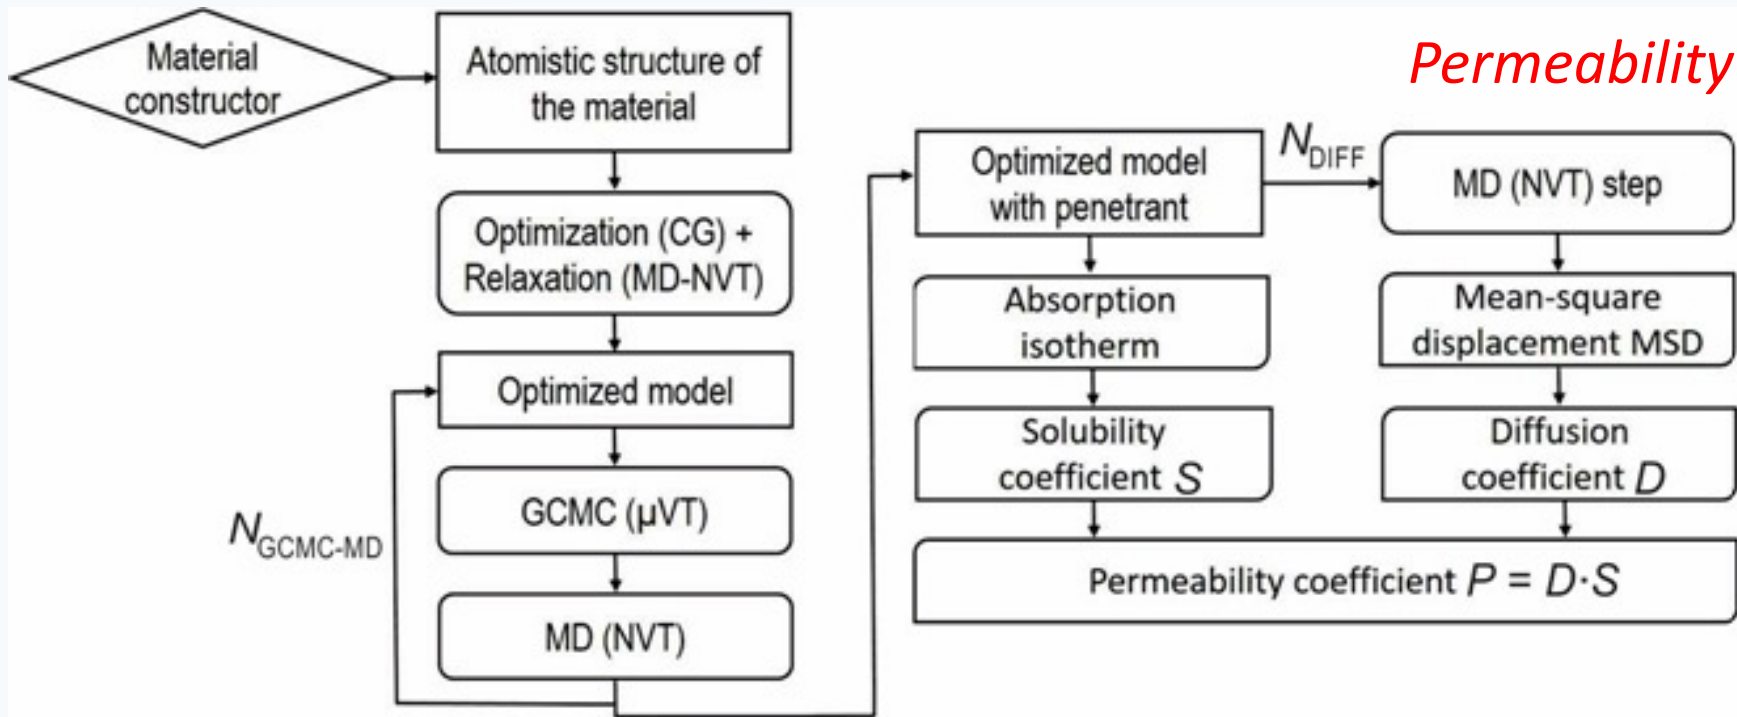 Material
constructor
Atomistic structure of
the material
Optimization (CG) +
Relaxation (MD-NVT)
Optimized model
GCMC (μVT)
MD (NVT)
N GCMC-MD
Permeability
Optimized model
with penetrant
N DIFF
MD (NVT) step
Absorption
isotherm
Mean-square
displacement MSD
Solubility
coefficient S
Diffusion
coefficient D
Permeability coefficient P = D·S